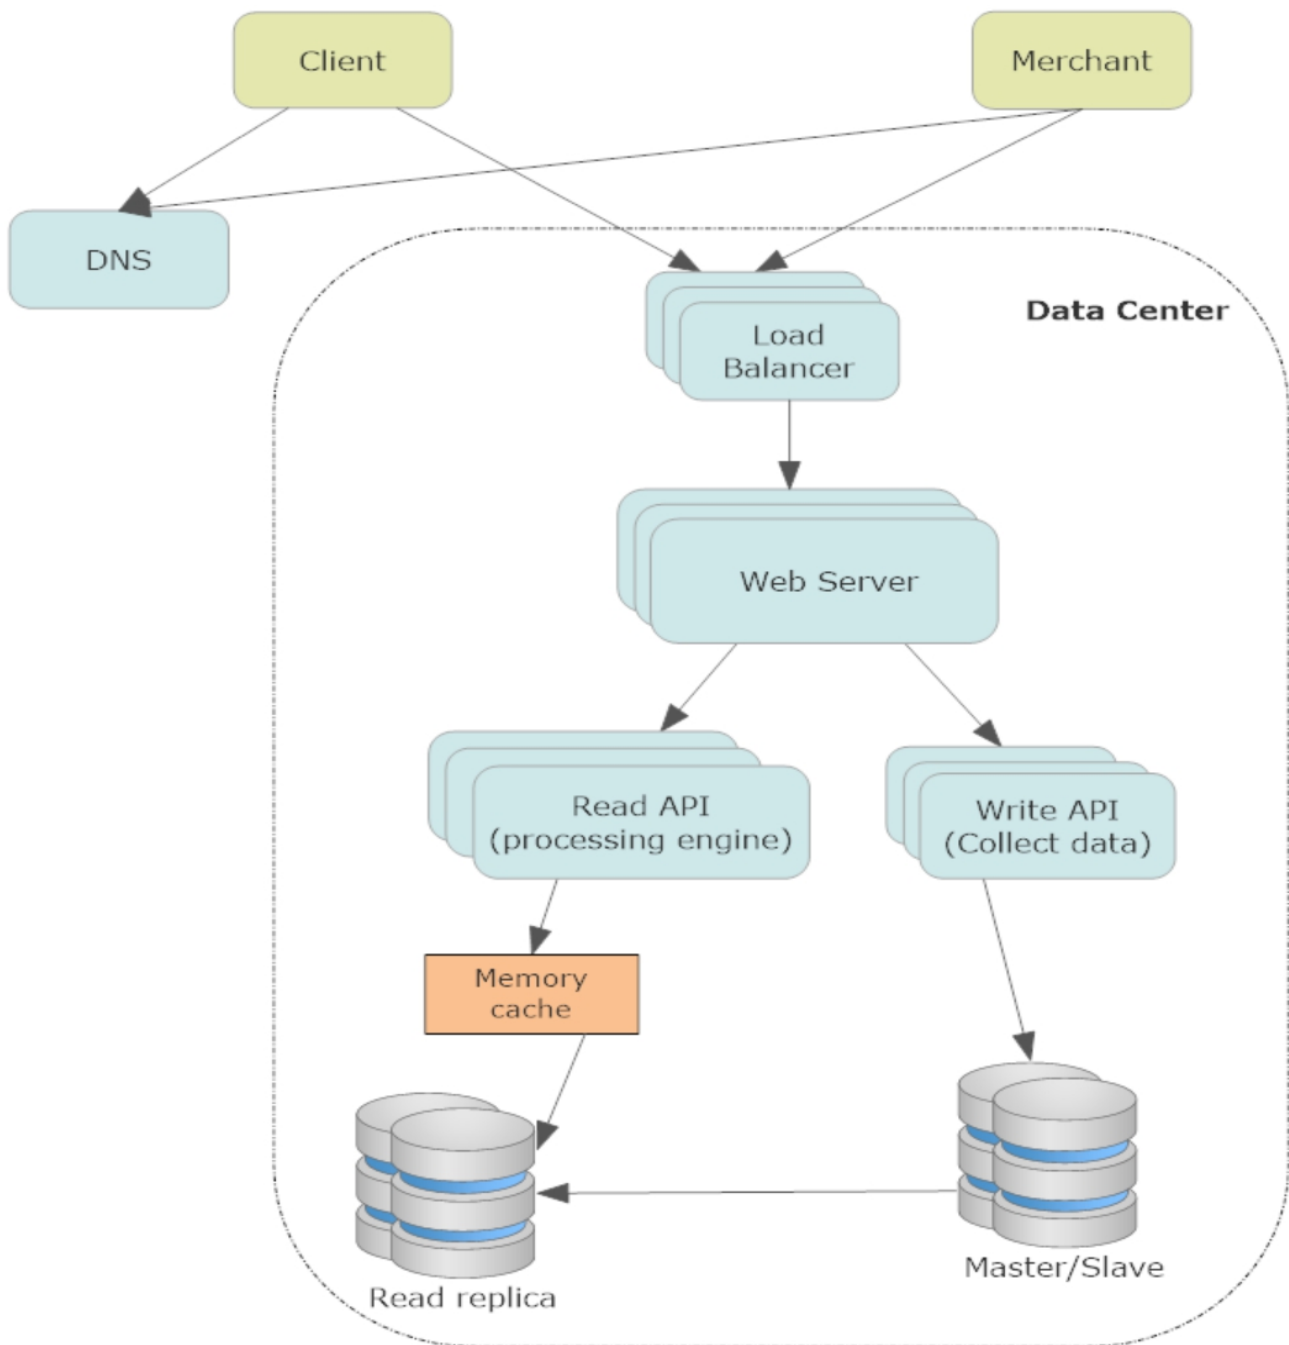 Client
Merchant
DNS
Data Center
Load
Balancer
Web Server
Read API
(processing engine)
Write API
(Collect data)
Memory
cache
Master/Slave
Read replica